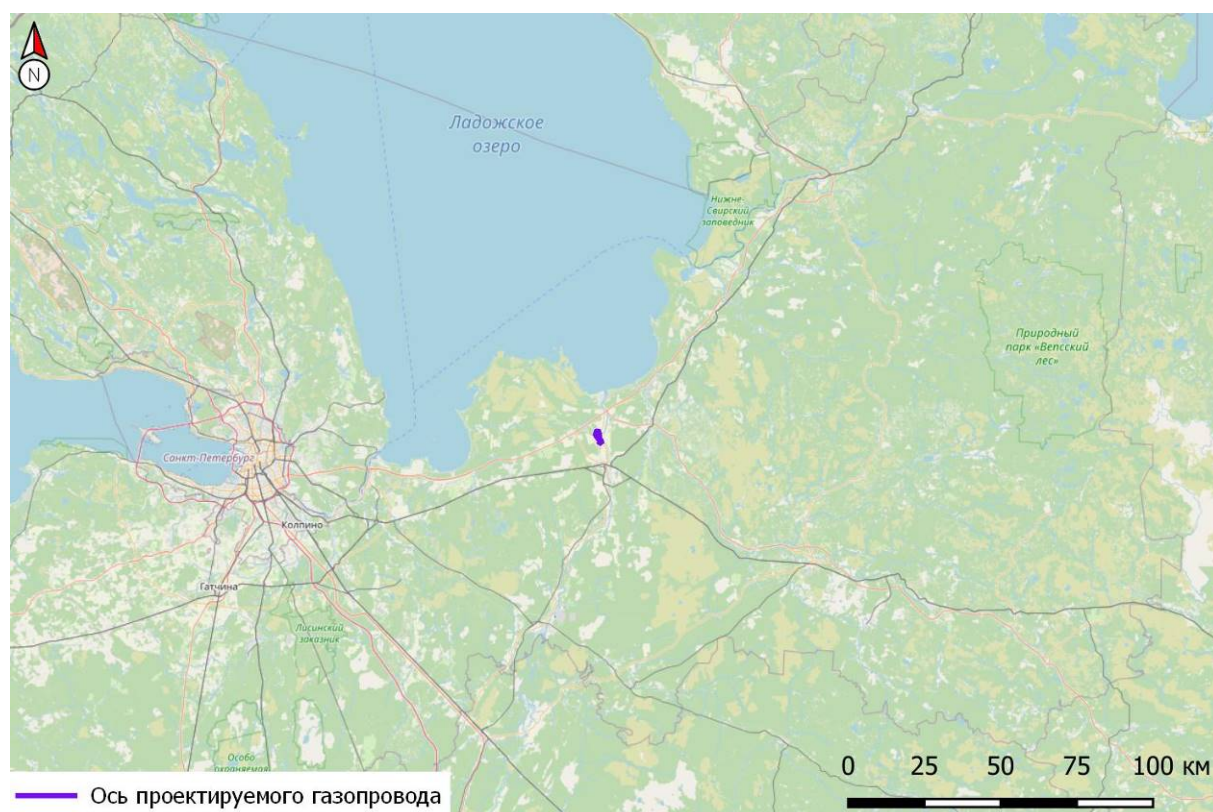 N
Ладожское
озеро
Нижне-
Свирский
заповедник
Природный
парк «Вепсский
лес»
Санкт-Петербург
Колпино
Гатчина
Лисинский
заказник
Особо
охраняемая
0 25 50 75 100 км
Ось проектируемого газопровода